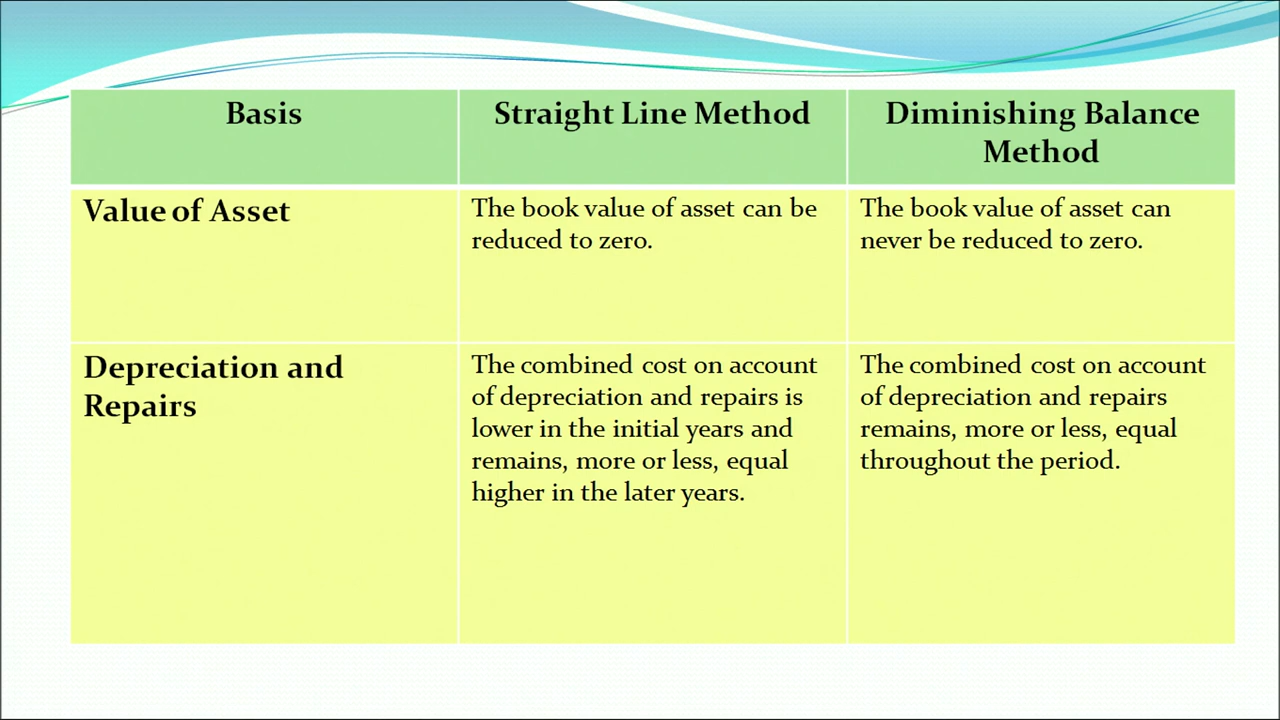 Basis
Straight Line Method
Diminishing Balance
Method
Value of Asset
The book value of asset can be
reduced to zero.
The book value of asset can
never be reduced to zero.
Depreciation and
Repairs
The combined cost on account
of depreciation and repairs is
lower in the initial years and
remains, more or less, equal
higher in the later years.
The combined cost on account
of depreciation and repairs
remains, more or less, equal
throughout the period.